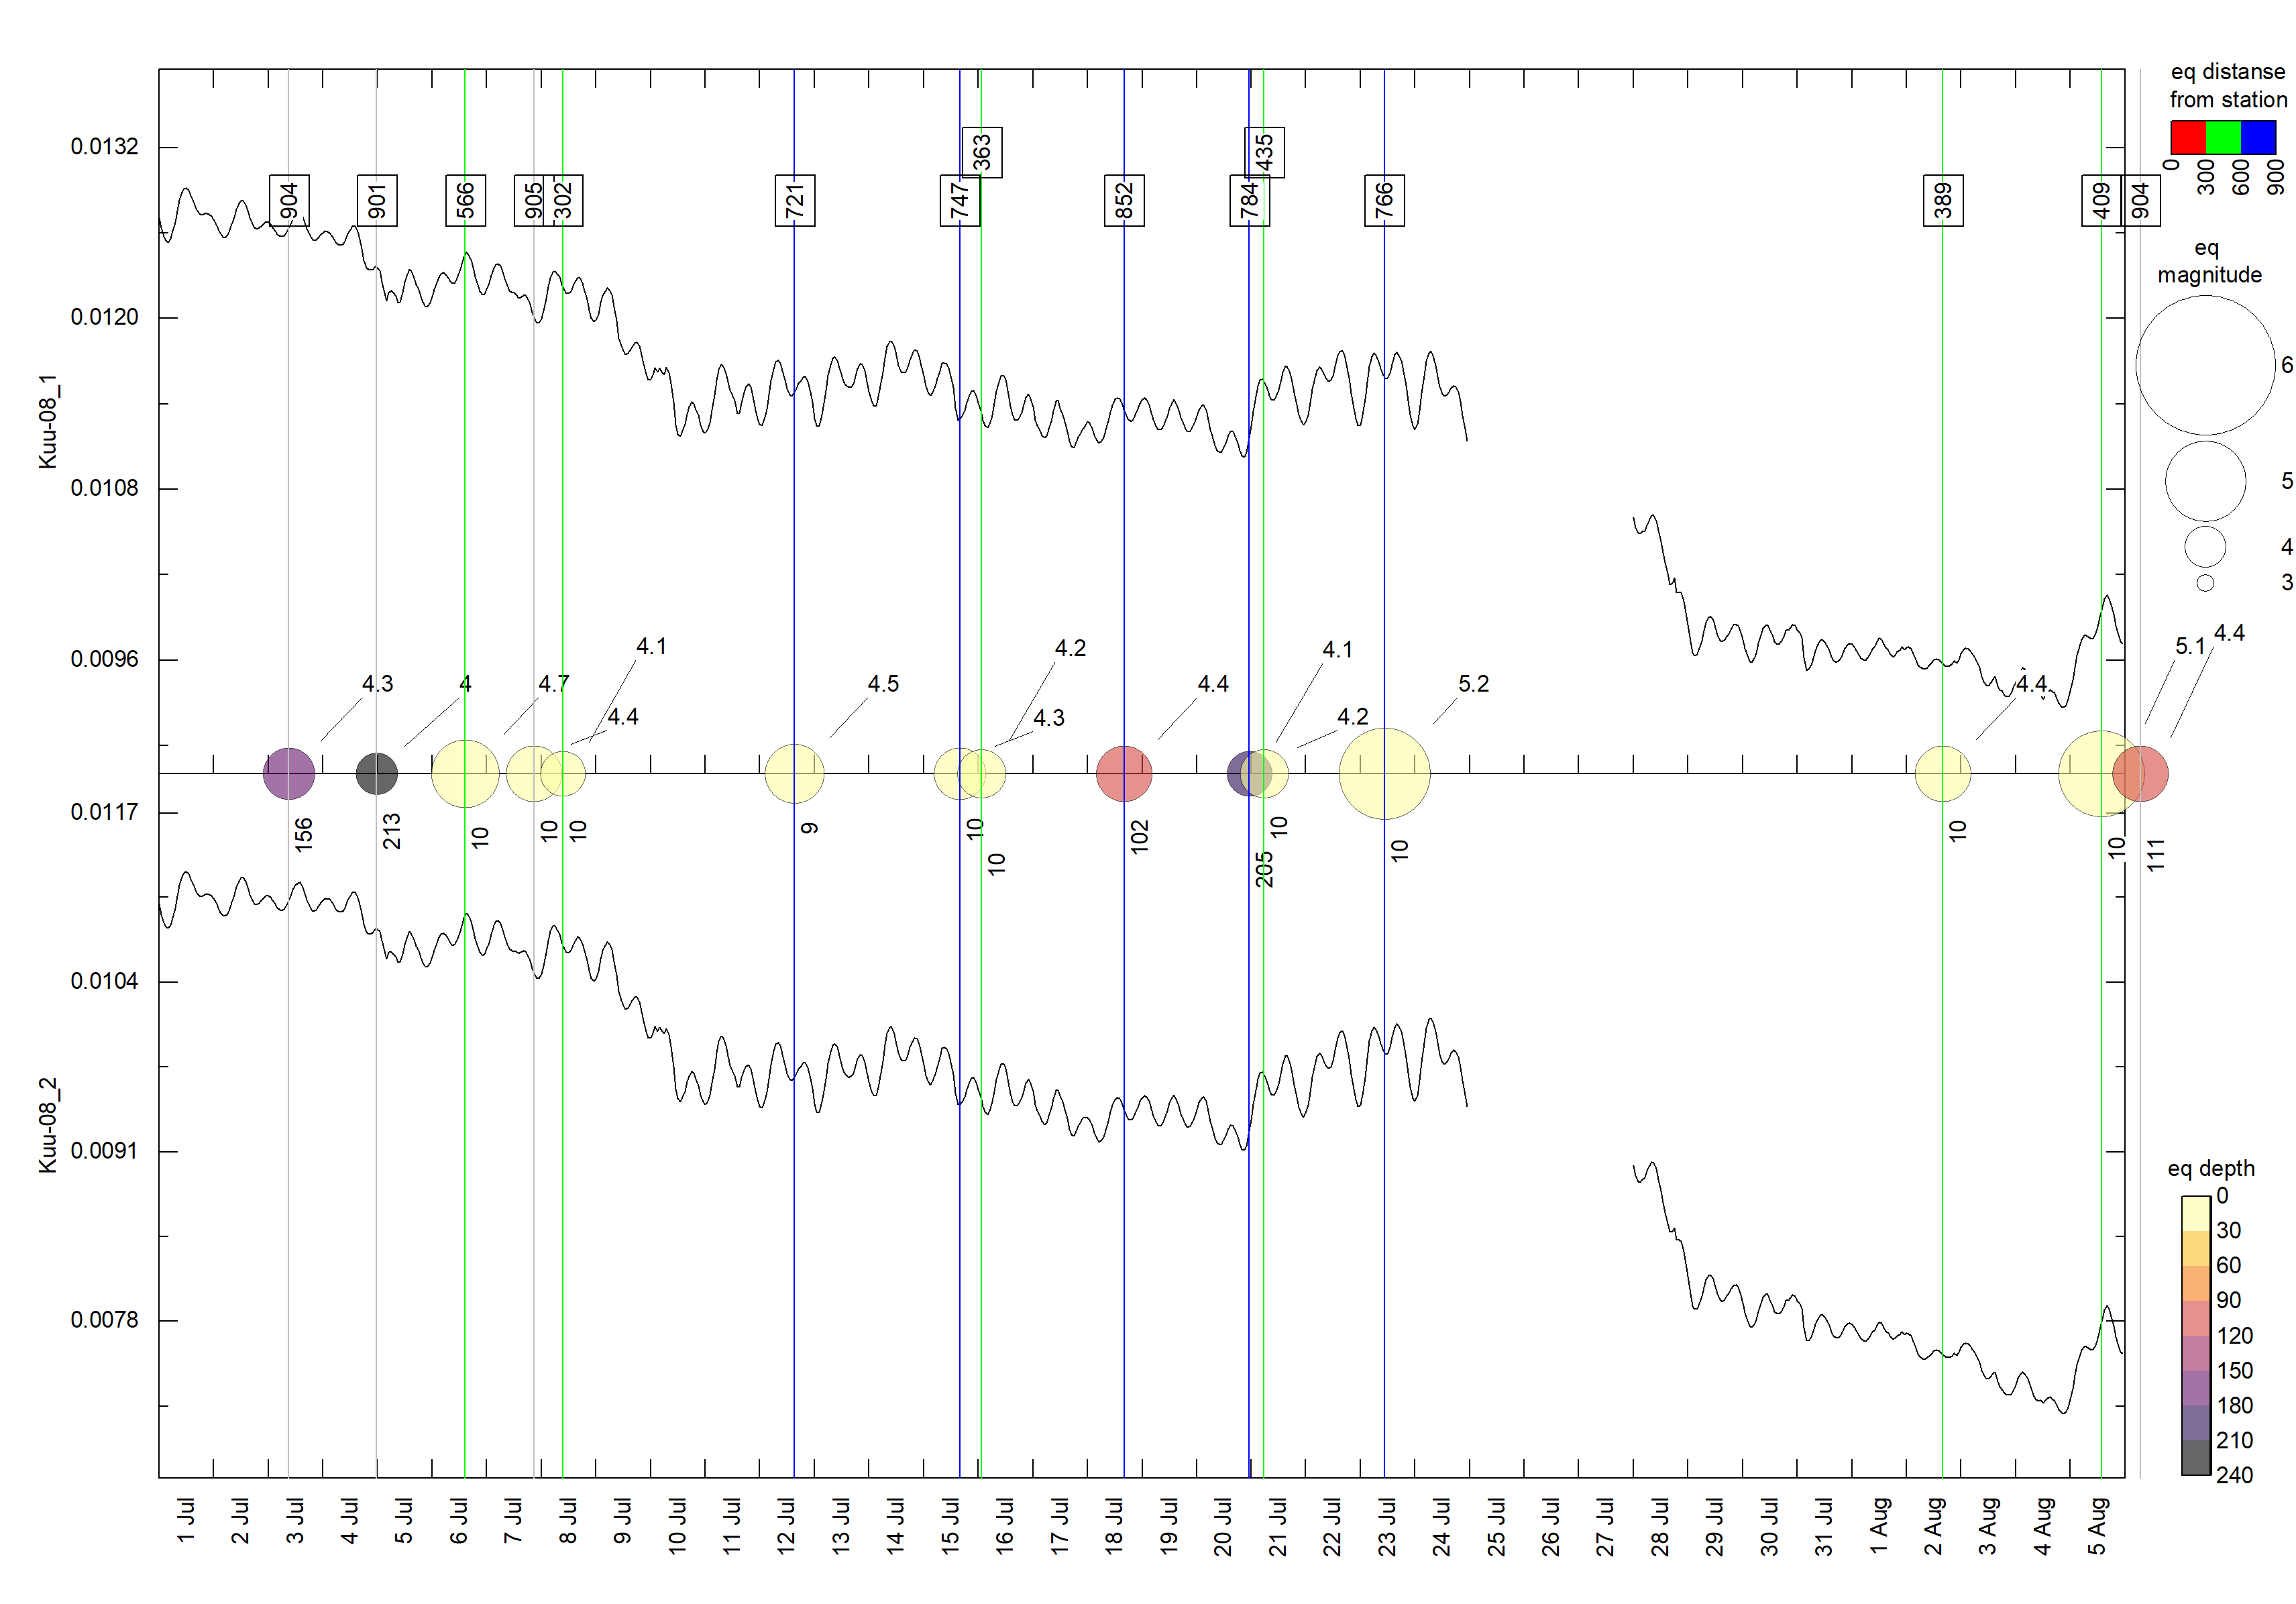 eq distanse
from station
0
300
600
900
0.0132
0.0120
0.0108
0.0096
Kuu-08_1
363
435
904
901
566
905
302
721
747
852
784
766
389
409
904
eq
magnitude
6
5
4
3
4.3
4
4.7
4.1
4.4
4.5
4.2
4.3
4.4
4.1
4.2
5.2
4.4
5.1
4.4
156
213
10
10
10
9
10
10
102
205
10
10
10
10
111
0.0117
0.0104
0.0091
0.0078
Kuu-08_2
eq depth
0
30
60
90
120
150
180
210
240
1 Jul
2 Jul
3 Jul
4 Jul
5 Jul
6 Jul
7 Jul
8 Jul
9 Jul
10 Jul
11 Jul
12 Jul
13 Jul
14 Jul
15 Jul
16 Jul
17 Jul
18 Jul
19 Jul
20 Jul
21 Jul
22 Jul
23 Jul
24 Jul
25 Jul
26 Jul
27 Jul
28 Jul
29 Jul
30 Jul
31 Jul
1 Aug
2 Aug
3 Aug
4 Aug
5 Aug